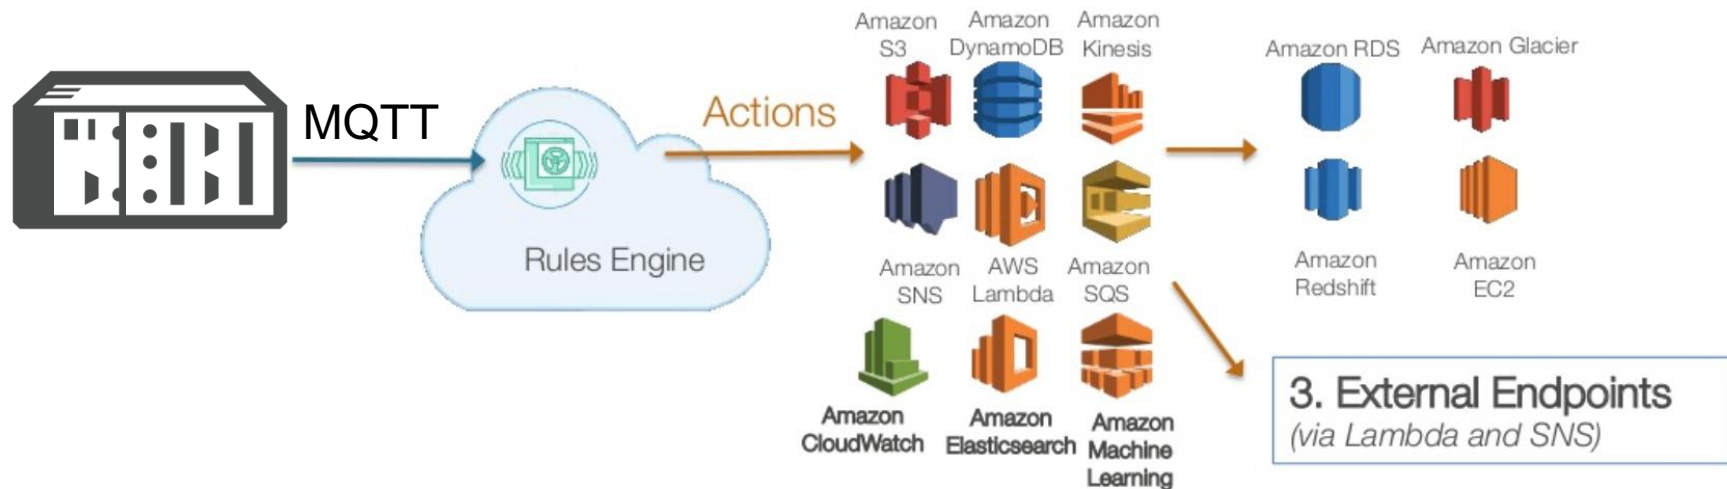 MQTT
Rules Engine
Actions
Amazon
S3
Amazon
DynamoDB
Amazon
Kinesis
Amazon
SNS
AWS
Lambda
Amazon
SQS
Amazon
CloudWatch
Amazon
Elasticsearch
Amazon
Machine
Learning
Amazon RDS
Amazon Glacier
Amazon
Redshift
Amazon
EC2
3. External Endpoints
(via Lambda and SNS)